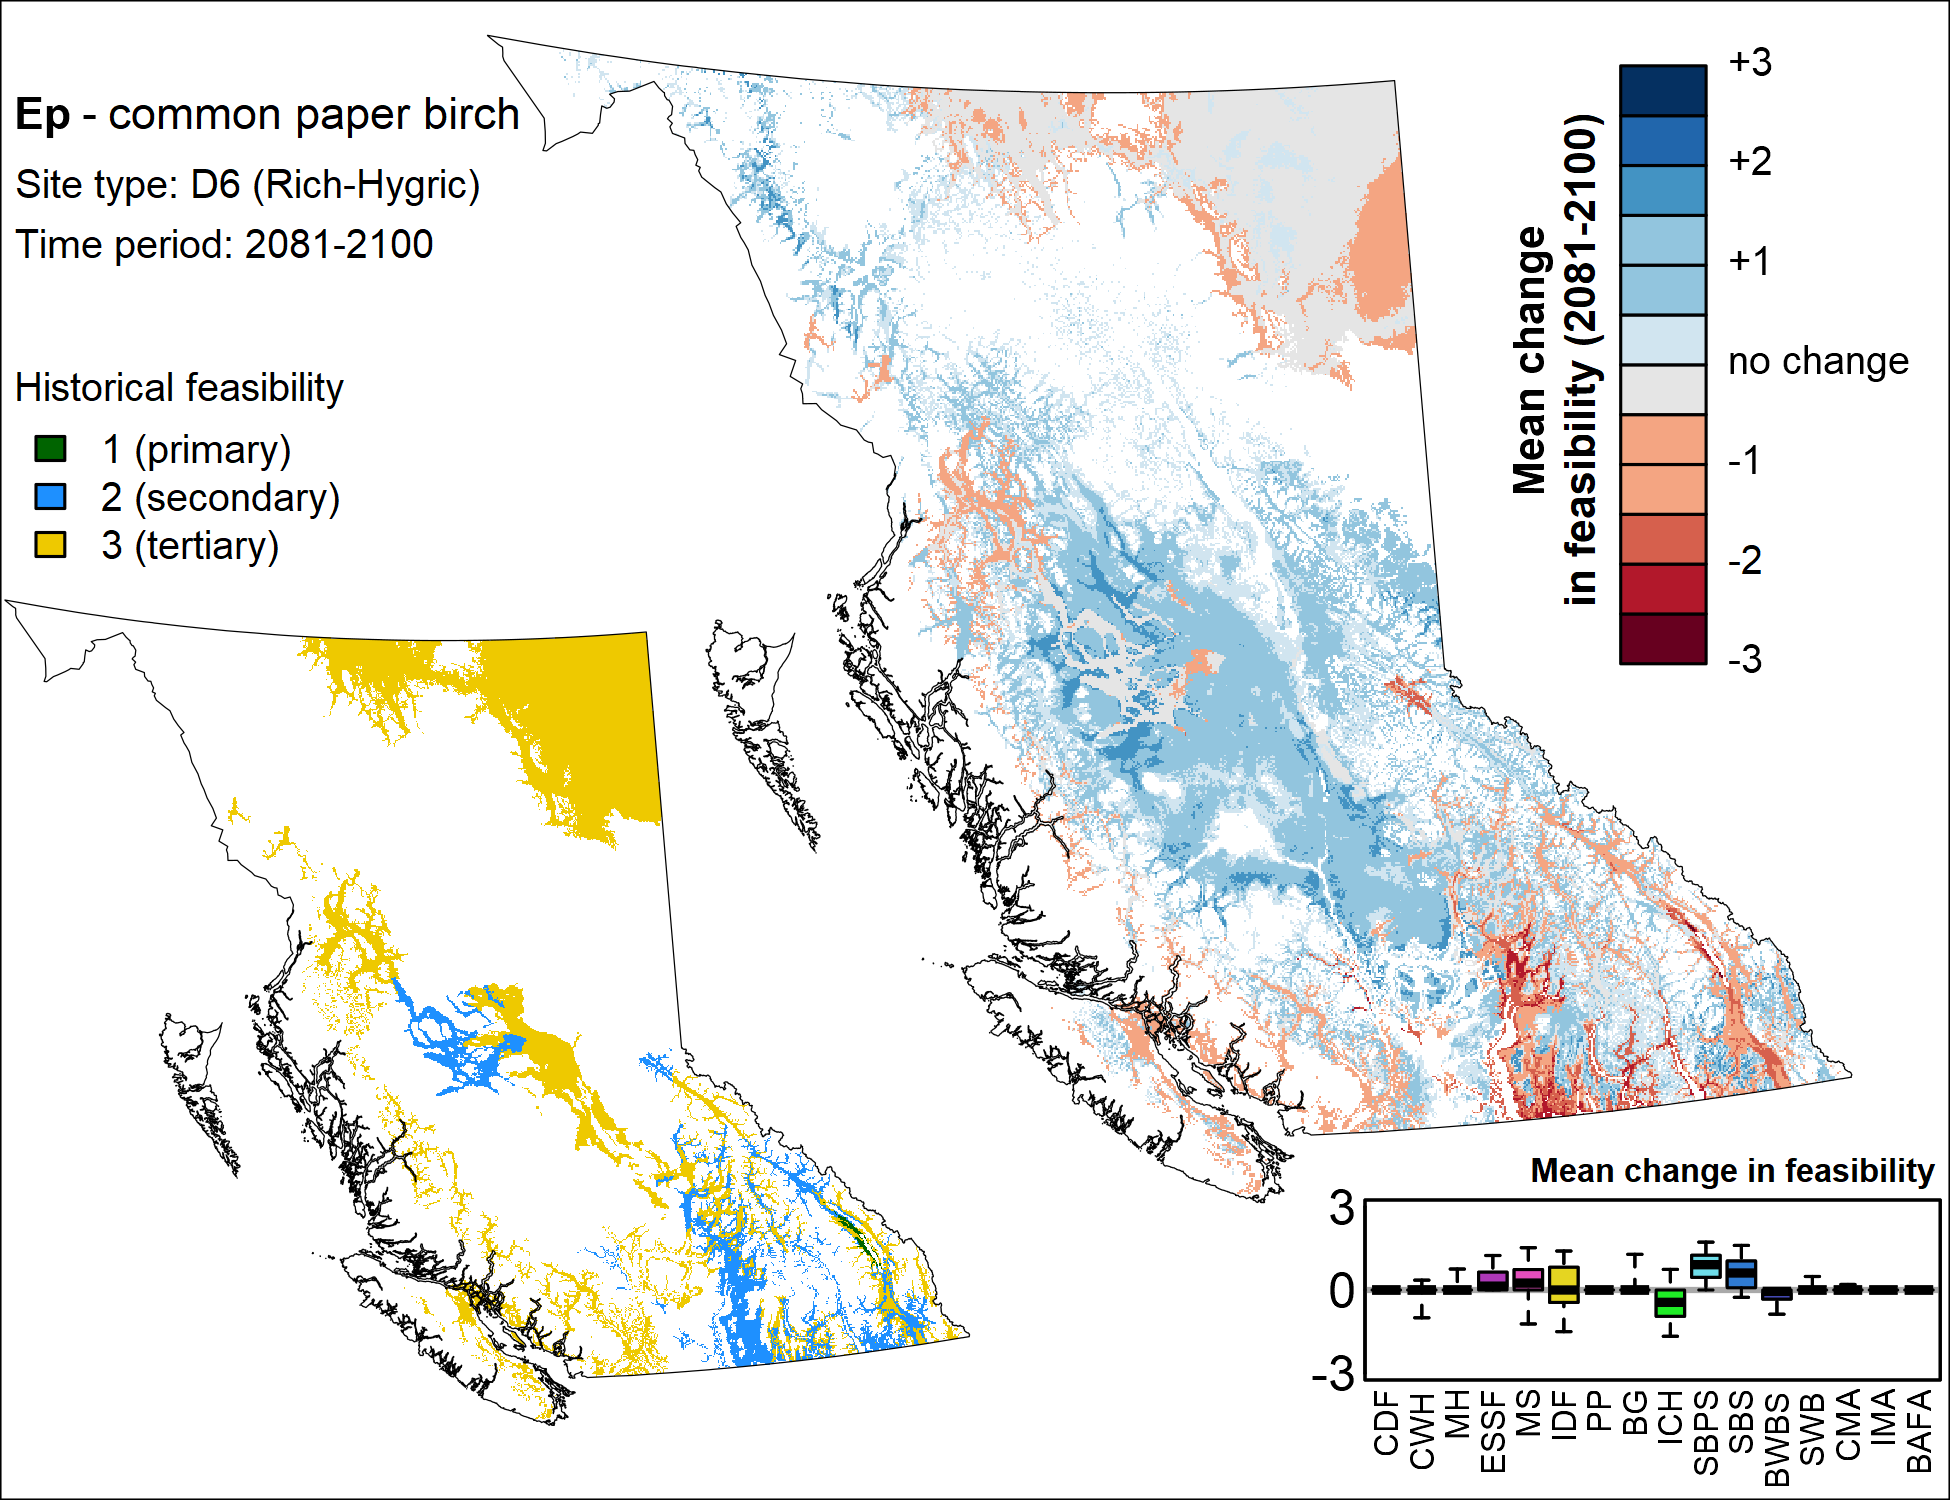 Ep - common paper birch
Site type: D6 (Rich-Hygric)
Time period: 2081-2100
Historical feasibility
1 (primary)
2 (secondary)
3 (tertiary)
Mean change
in feasibility (2081-2100)
+3
+2
+1
no change
-1
-2
-3
Mean change in feasibility
3
0
-3
CDF
CWH
MH
ESSF
MS
IDF
PP
BG
ICH
SBPS
SBS
BWBS
SWB
CMA
IMA
BAFA